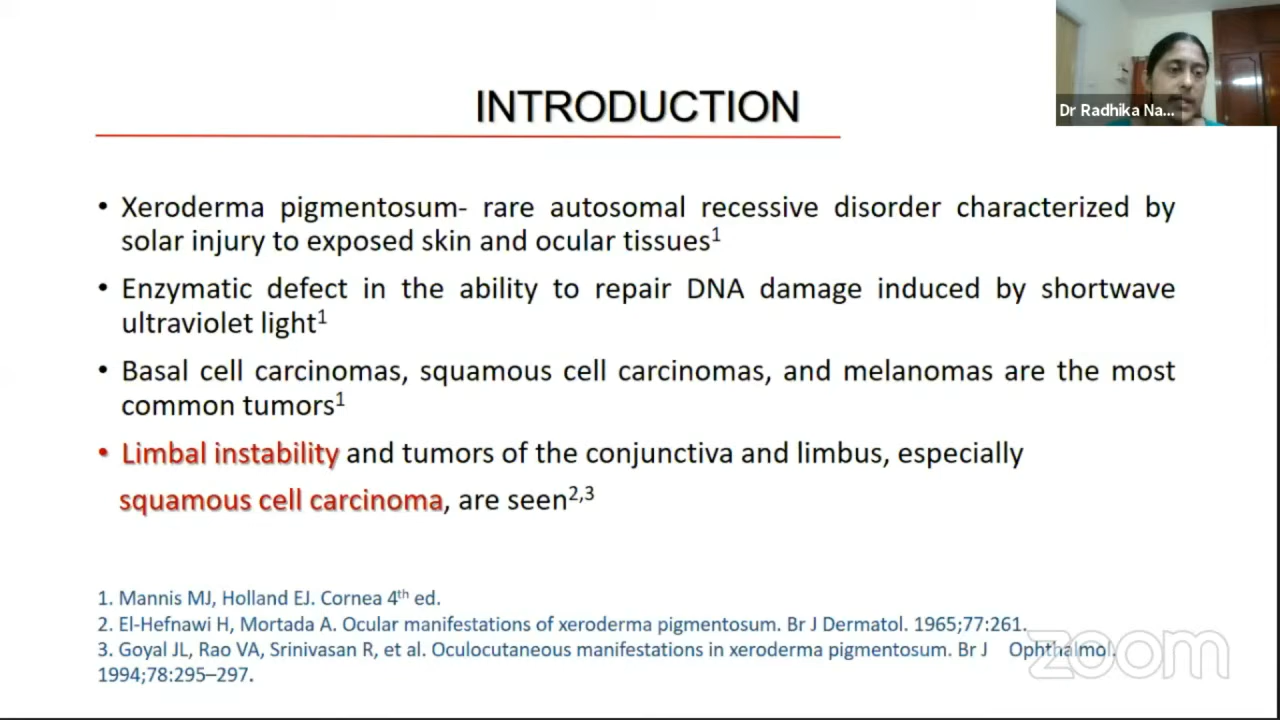 INTRODUCTION
Dr Radhika Na...
• Xeroderma pigmentosum- rare autosomal recessive disorder characterized by
solar injury to exposed skin and ocular tissues¹
• Enzymatic defect in the ability to repair DNA damage induced by shortwave
ultraviolet light¹
• Basal cell carcinomas, squamous cell carcinomas, and melanomas are the most
common tumors¹
• Limbal instability and tumors of the conjunctiva and limbus, especially
squamous cell carcinoma, are seen²,³
1. Mannis MJ, Holland EJ. Cornea 4th ed.
2. El-Hefnawi H, Mortada A. Ocular manifestations of xeroderma pigmentosum. Br J Dermatol. 1965;77:261.
3. Goyal JL, Rao VA, Srinivasan R, et al. Oculocutaneous manifestations in xeroderma pigmentosum. Br J Ophthalmol.
1994;78:295–297.
zoom